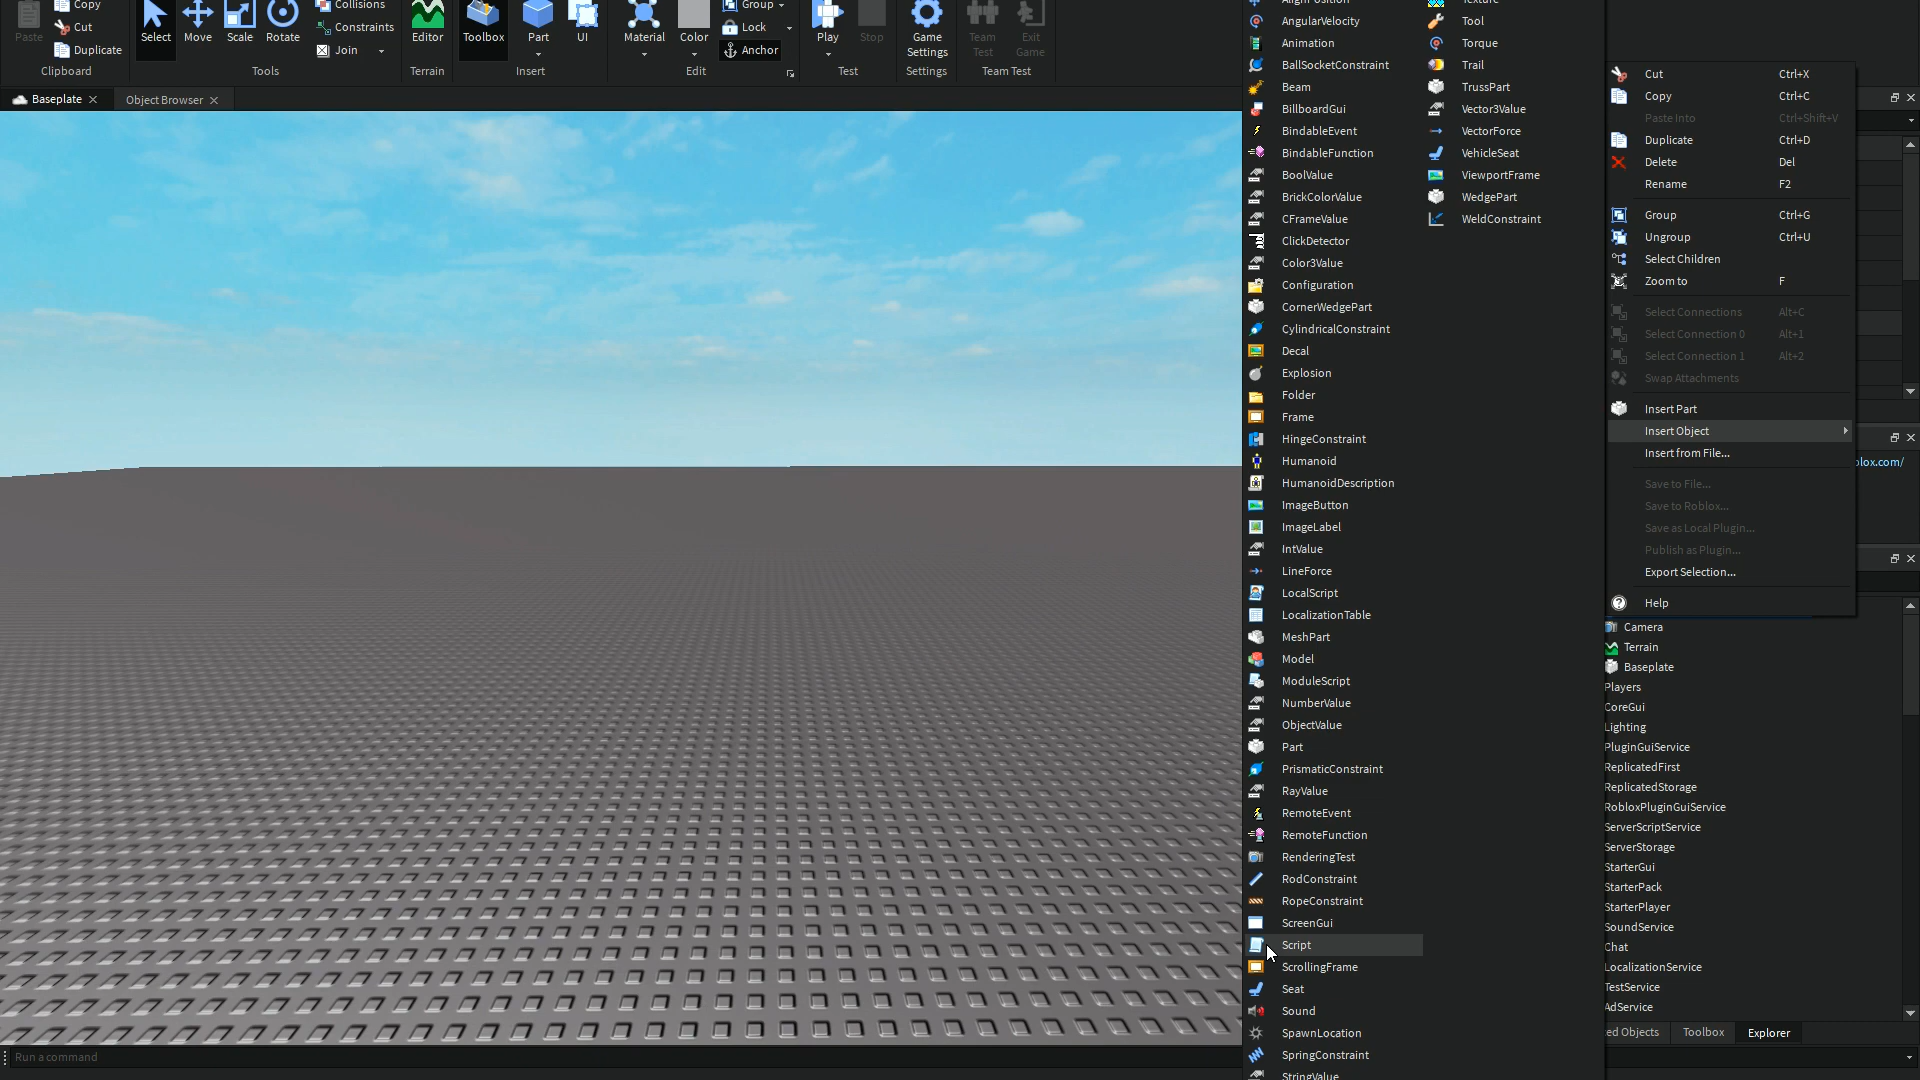 Copy
Cut
Paste
Duplicate
Clipboard
Select
Move
Scale
Rotate
Collisions
Constraints
Join
Tools
Editor
Terrain
Toolbox
Part
UI
Insert
Material
Color
Group
Lock
Anchor
Edit
Play
Stop
Test
Game
Settings
Settings
Team
Test
Exit
Game
Team Test
Baseplate
Object Browser
AngularVelocity
Animation
BallSocketConstraint
Beam
BillboardGui
BindableEvent
BindableFunction
BoolValue
BrickColorValue
CFrameValue
ClickDetector
Color3Value
Configuration
CornerWedgePart
CylindricalConstraint
Decal
Explosion
Folder
Frame
HingeConstraint
Humanoid
HumanoidDescription
ImageButton
ImageLabel
IntValue
LineForce
LocalScript
LocalizationTable
MeshPart
Model
ModuleScript
NumberValue
ObjectValue
Part
PrismaticConstraint
RayValue
RemoteEvent
RemoteFunction
RenderingTest
RodConstraint
RopeConstraint
ScreenGui
Script
ScrollingFrame
Seat
Sound
SpawnLocation
SpringConstraint
StringValue
Tool
Torque
Trail
TrussPart
Vector3Value
VectorForce
VehicleSeat
ViewportFrame
WedgePart
WeldConstraint
Cut Ctrl+X
Copy Ctrl+C
Paste Into Ctrl+Shift+V
Duplicate Ctrl+D
Delete Del
Rename F2
Group Ctrl+G
Ungroup Ctrl+U
Select Children
Zoom to F
Select Connections Alt+C
Select Connection 0 Alt+1
Select Connection 1 Alt+2
Swap Attachments
Insert Part
Insert Object
Insert from File...
Save to File...
Save to Roblox...
Save as Local Plugin...
Publish as Plugin...
Export Selection...
Help
blox.com/
Camera
Terrain
Baseplate
Players
CoreGui
Lighting
PluginGuiService
ReplicatedFirst
ReplicatedStorage
RobloxPluginGuiService
ServerScriptService
ServerStorage
StarterGui
StarterPack
StarterPlayer
SoundService
Chat
LocalizationService
TestService
AdService
ed Objects
Toolbox
Explorer
Run a command